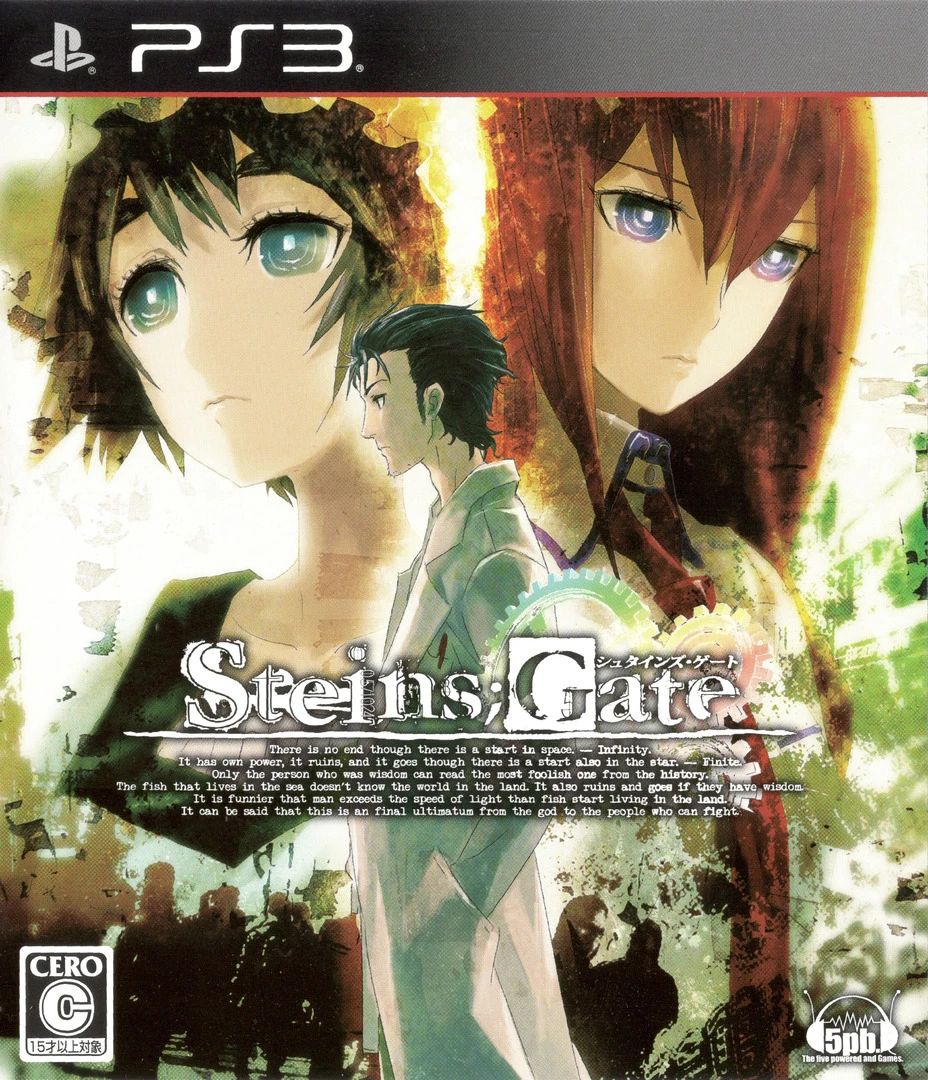 PS3
Steins;Gate
シュタインズ・ゲート
There is no end though there is a start in space. — Infinity.
It has own power, it ruins, and it goes though there is a start also in the star. — Finite.
Only the person who was wisdom can read the most foolish one from the history.
The fish that lives in the sea doesn't know the world in the land. It also ruins and goes if they have wisdom.
It is funnier that man exceeds the speed of light than fish start living in the land.
It can be said that this is an final ultimatum from the god to the people who can fight.
CERO
C
15才以上対象
5pb.
The five powered and Games.